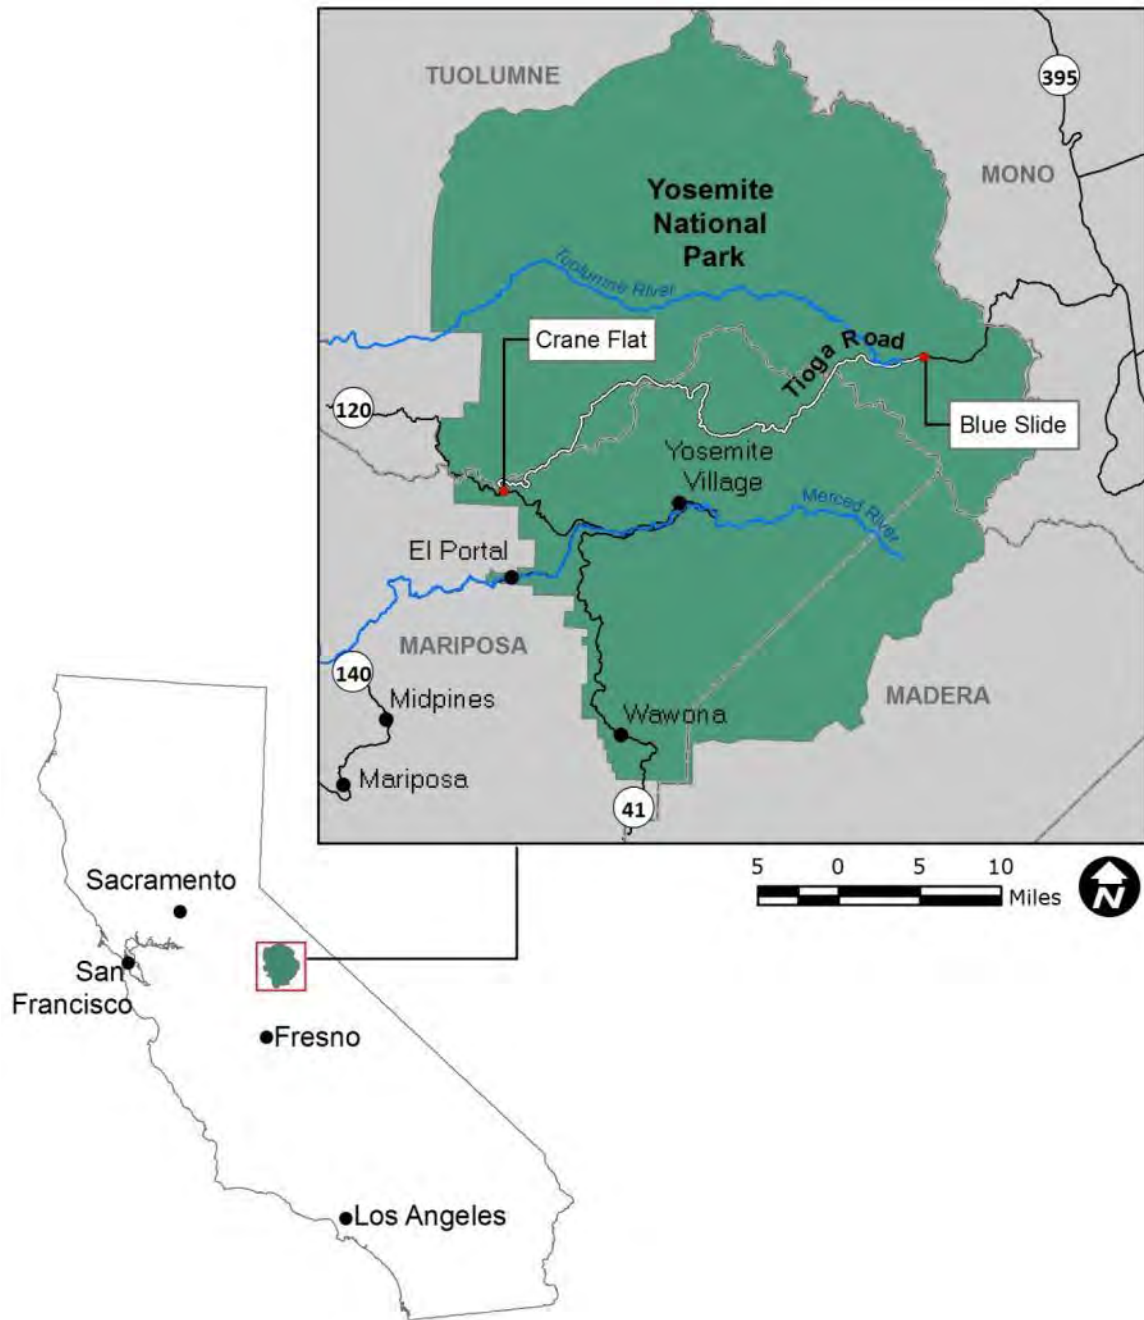 TUOLUMNE
395
MONO
Yosemite
National
Park
Tuolumne River
Crane Flat
Tioga Road
120
Blue Slide
Yosemite
Village
Merced River
El Portal
MARIPOSA
140
Midpines
MADERA
Wawona
Mariposa
41
5 0 5 10
Miles
N
Sacramento
San
Francisco
Fresno
Los Angeles